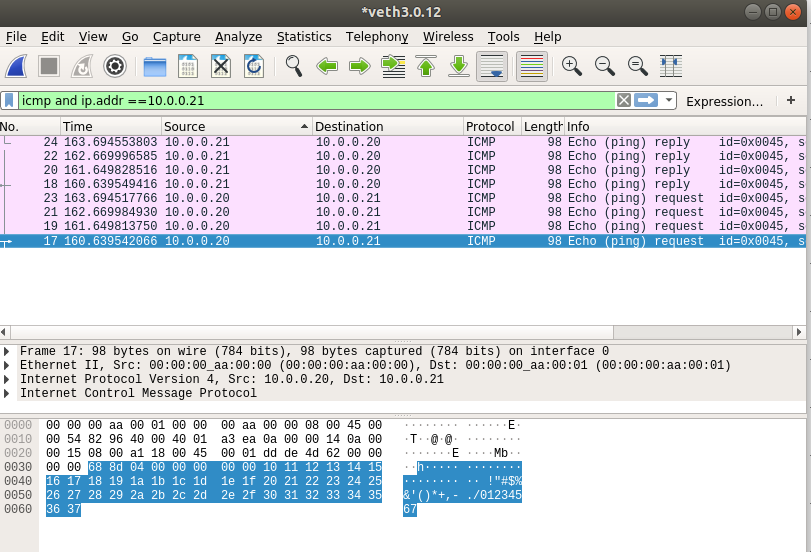 *veth3.0.12
File Edit View Go Capture Analyze Statistics Telephony Wireless Tools Help
icmp and ip.addr ==10.0.0.21 Expression... +
No. Time Source Destination Protocol Length Info
24 163.694553803 10.0.0.21 10.0.0.20 ICMP 98 Echo (ping) reply id=0x0045, s
22 162.669996585 10.0.0.21 10.0.0.20 ICMP 98 Echo (ping) reply id=0x0045, s
20 161.649828516 10.0.0.21 10.0.0.20 ICMP 98 Echo (ping) reply id=0x0045, s
18 160.639549416 10.0.0.21 10.0.0.20 ICMP 98 Echo (ping) reply id=0x0045, s
23 163.694517766 10.0.0.20 10.0.0.21 ICMP 98 Echo (ping) request id=0x0045, s
21 162.669984930 10.0.0.20 10.0.0.21 ICMP 98 Echo (ping) request id=0x0045, s
19 161.649813750 10.0.0.20 10.0.0.21 ICMP 98 Echo (ping) request id=0x0045, s
17 160.639542066 10.0.0.20 10.0.0.21 ICMP 98 Echo (ping) request id=0x0045, s
Frame 17: 98 bytes on wire (784 bits), 98 bytes captured (784 bits) on interface 0
Ethernet II, Src: 00:00:00_aa:00:00 (00:00:00:aa:00:00), Dst: 00:00:00_aa:00:01 (00:00:00:aa:00:01)
Internet Protocol Version 4, Src: 10.0.0.20, Dst: 10.0.0.21
Internet Control Message Protocol
0000 00 00 00 aa 00 01 00 00 00 aa 00 00 08 00 45 00 ········ ······E·
0010 00 54 82 96 40 00 40 01 a3 ea 0a 00 00 14 0a 00 ·T··@·@· ········
0020 00 15 08 00 a1 18 00 45 00 01 dd de 4d 62 00 00 ·······E ····Mb··
0030 00 00 68 8d 04 00 00 00 00 00 10 11 12 13 14 15 ··h····· ········
0040 16 17 18 19 1a 1b 1c 1d 1e 1f 20 21 22 23 24 25 ········ ·· !"#$%
0050 26 27 28 29 2a 2b 2c 2d 2e 2f 30 31 32 33 34 35 &'()*+,- ./012345
0060 36 37 67